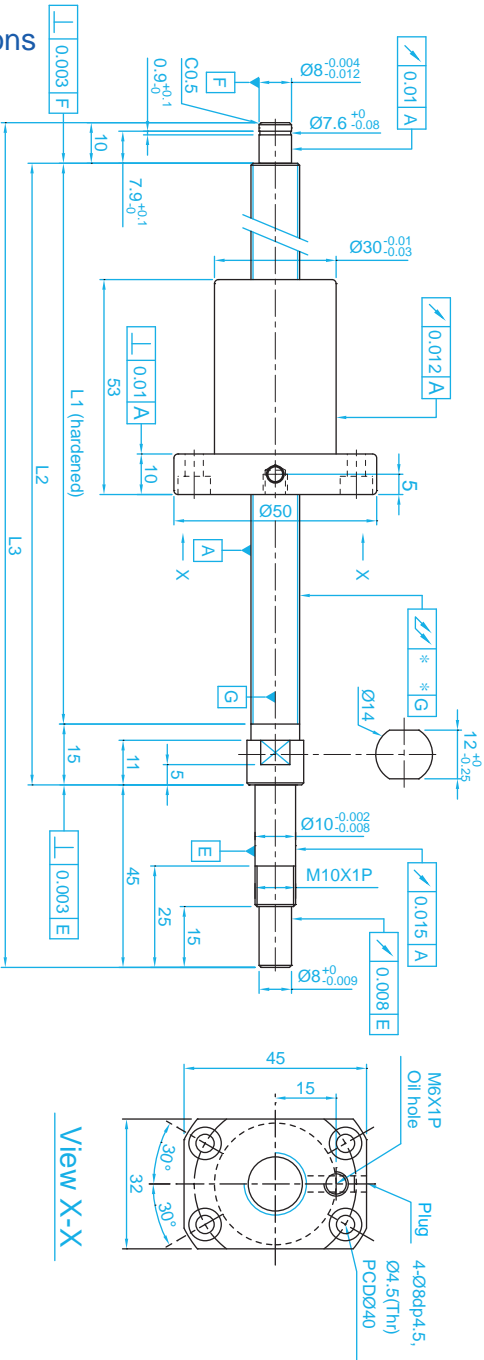 ons
⊥ 0.003 F
C0.5
0.9 +0.1 -0
F
Ø8 -0.004 -0.012
↗ 0.01 A
Ø7.6 +0 -0.08
10
7.9 +0.1 -0
Ø30 -0.01 -0.03
↗ 0.012 A
53
⊥ 0.01 A
10
L1 (hardened)
L2
L3
Ø50
5
X
X
A
G
* * G
Ø14
12 +0 -0.25
15
11
5
⊥ 0.003 E
45
25
15
E
Ø10 -0.002 -0.008
M10X1P
↗ 0.015 A
↗ 0.008 E
Ø8 +0 -0.009
45
15
M6X1P
Oil hole
Plug
4-Ø8dp4.5,
Ø4.5(Thr)
PCDØ40
30°
30°
32
View X-X